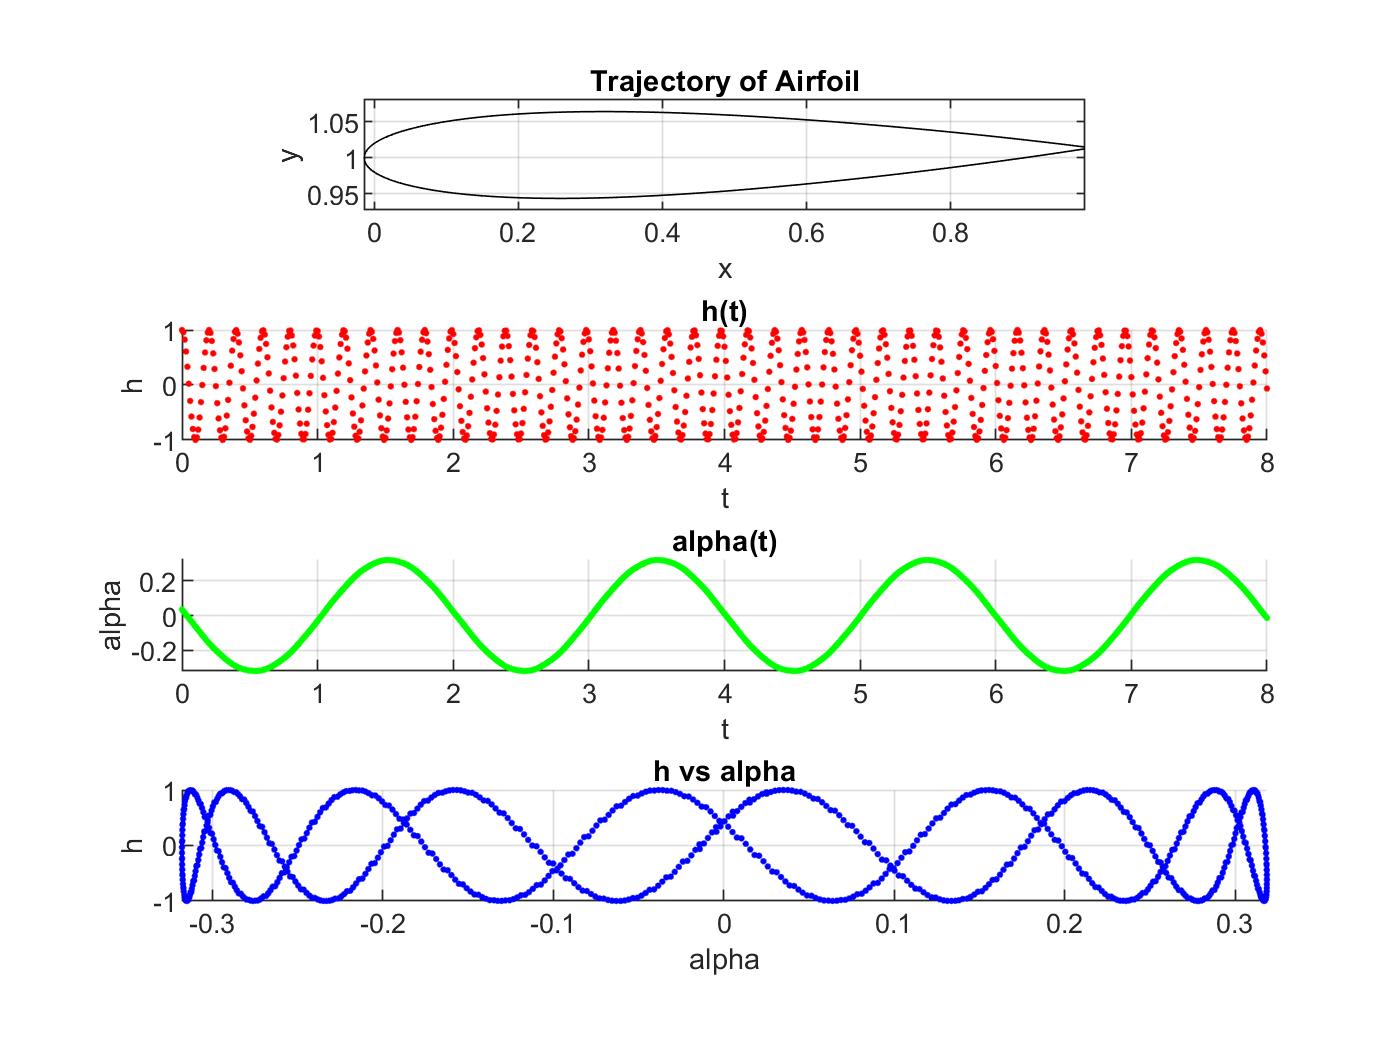 Trajectory of Airfoil
1.05
1
0.95
y
0 0.2 0.4 0.6 0.8
x
h(t)
1
0
-1
h
0 1 2 3 4 5 6 7 8
t
alpha(t)
0.2
0
-0.2
alpha
0 1 2 3 4 5 6 7 8
t
h vs alpha
1
0
-1
h
-0.3 -0.2 -0.1 0 0.1 0.2 0.3
alpha